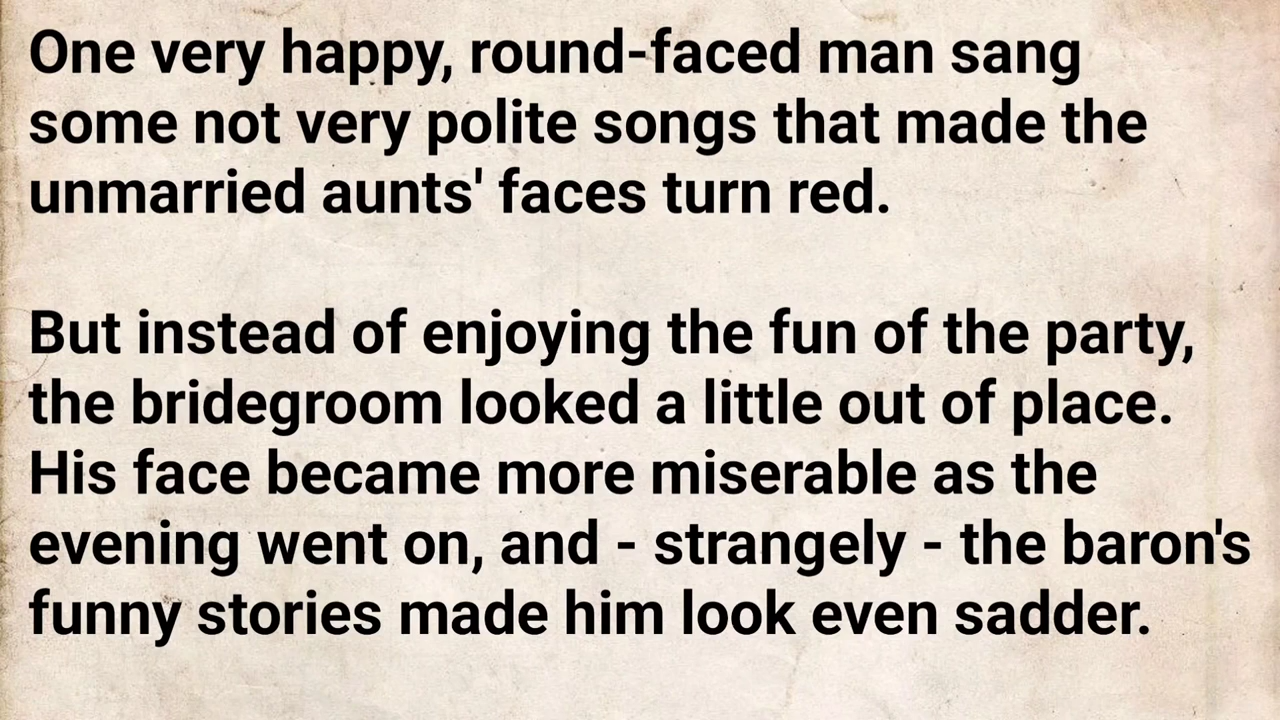 One very happy, round-faced man sang
some not very polite songs that made the
unmarried aunts' faces turn red.
But instead of enjoying the fun of the party,
the bridegroom looked a little out of place.
His face became more miserable as the
evening went on, and - strangely - the baron's
funny stories made him look even sadder.